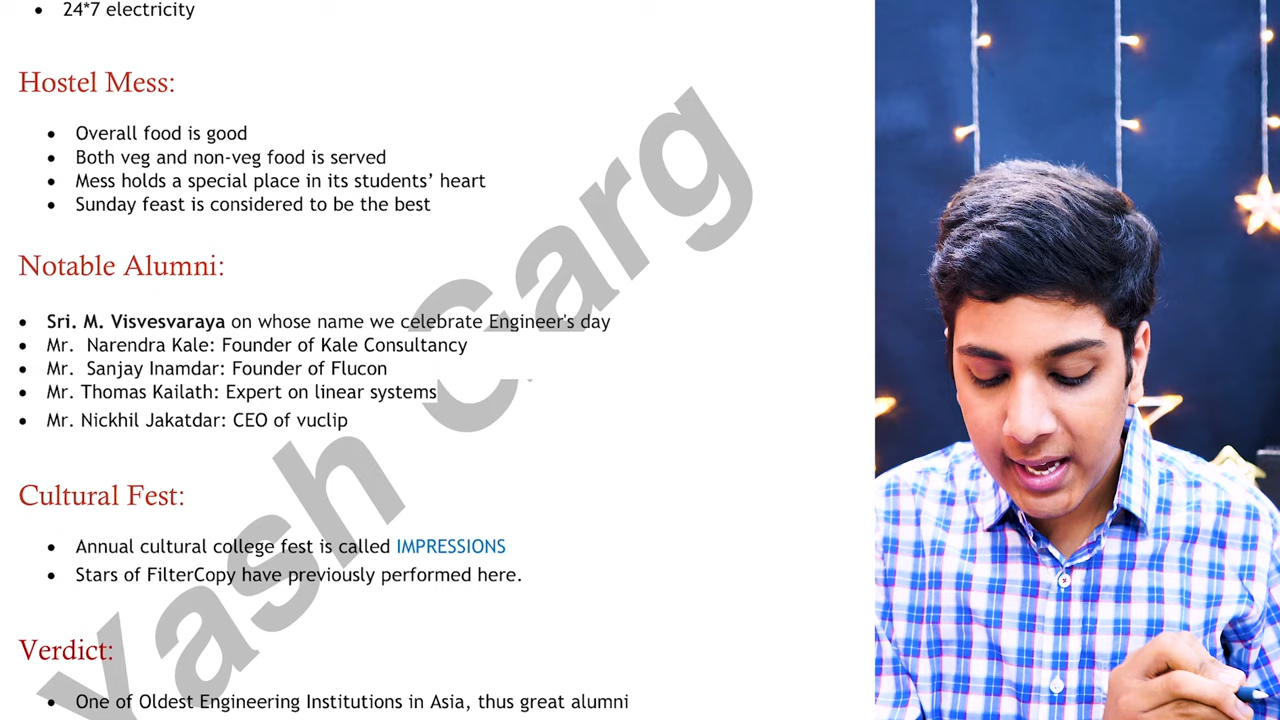 • 24*7 electricity
Hostel Mess:
• Overall food is good
• Both veg and non-veg food is served
• Mess holds a special place in its students’ heart
• Sunday feast is considered to be the best
Notable Alumni:
• Sri. M. Visvesvaraya on whose name we celebrate Engineer's day
• Mr. Narendra Kale: Founder of Kale Consultancy
• Mr. Sanjay Inamdar: Founder of Flucon
• Mr. Thomas Kailath: Expert on linear systems
• Mr. Nickhil Jakatdar: CEO of vuclip
Cultural Fest:
• Annual cultural college fest is called IMPRESSIONS
• Stars of FilterCopy have previously performed here.
Verdict:
• One of Oldest Engineering Institutions in Asia, thus great alumni
Yash Garg